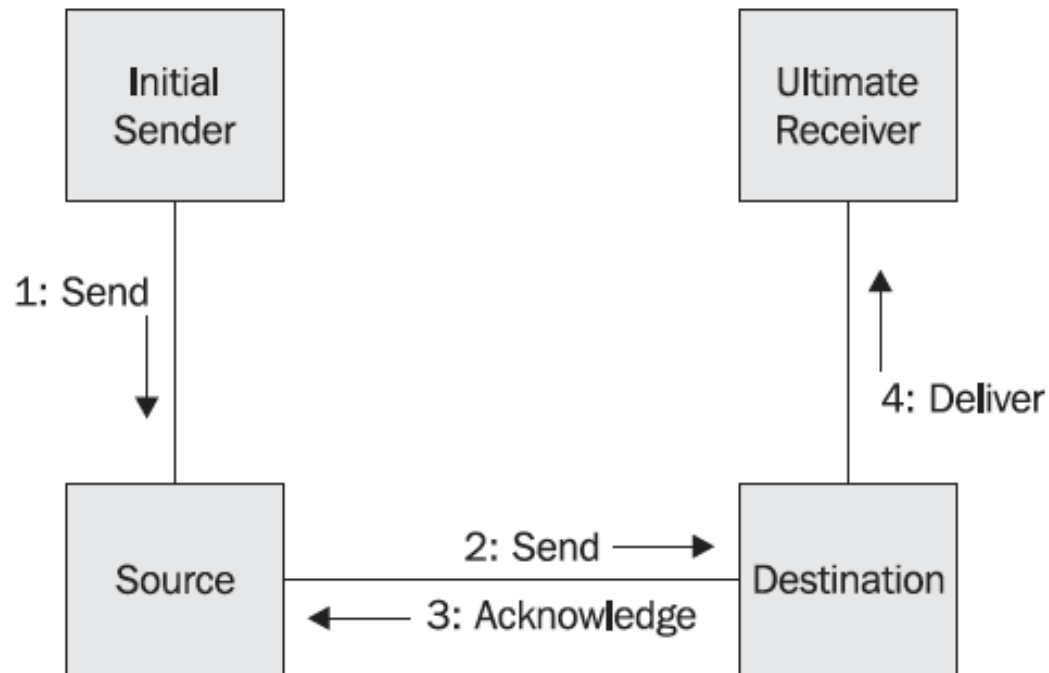 Initial
Sender
Ultimate
Receiver
1: Send
4: Deliver
2: Send
Source
Destination
3: Acknowledge